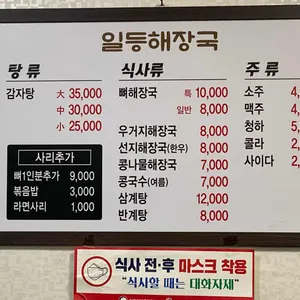 일등해장국
탕 류
감자탕 大 35,000
中 30,000
小 25,000
사리추가
뼈1인분추가 9,000
볶음밥 3,000
라면사리 1,000
식사류
뼈해장국 특 10,000
일반 8,000
우거지해장국 8,000
선지해장국(한우) 8,000
콩나물해장국 7,000
콩국수(여름) 7,000
삼계탕 12,000
반계탕 8,000
주 류
소주 4,
맥주 4,
청하 5,
콜라 2,
사이다 2,
식사 전·후 마스크 착용
"식사할 때는 대화자제"